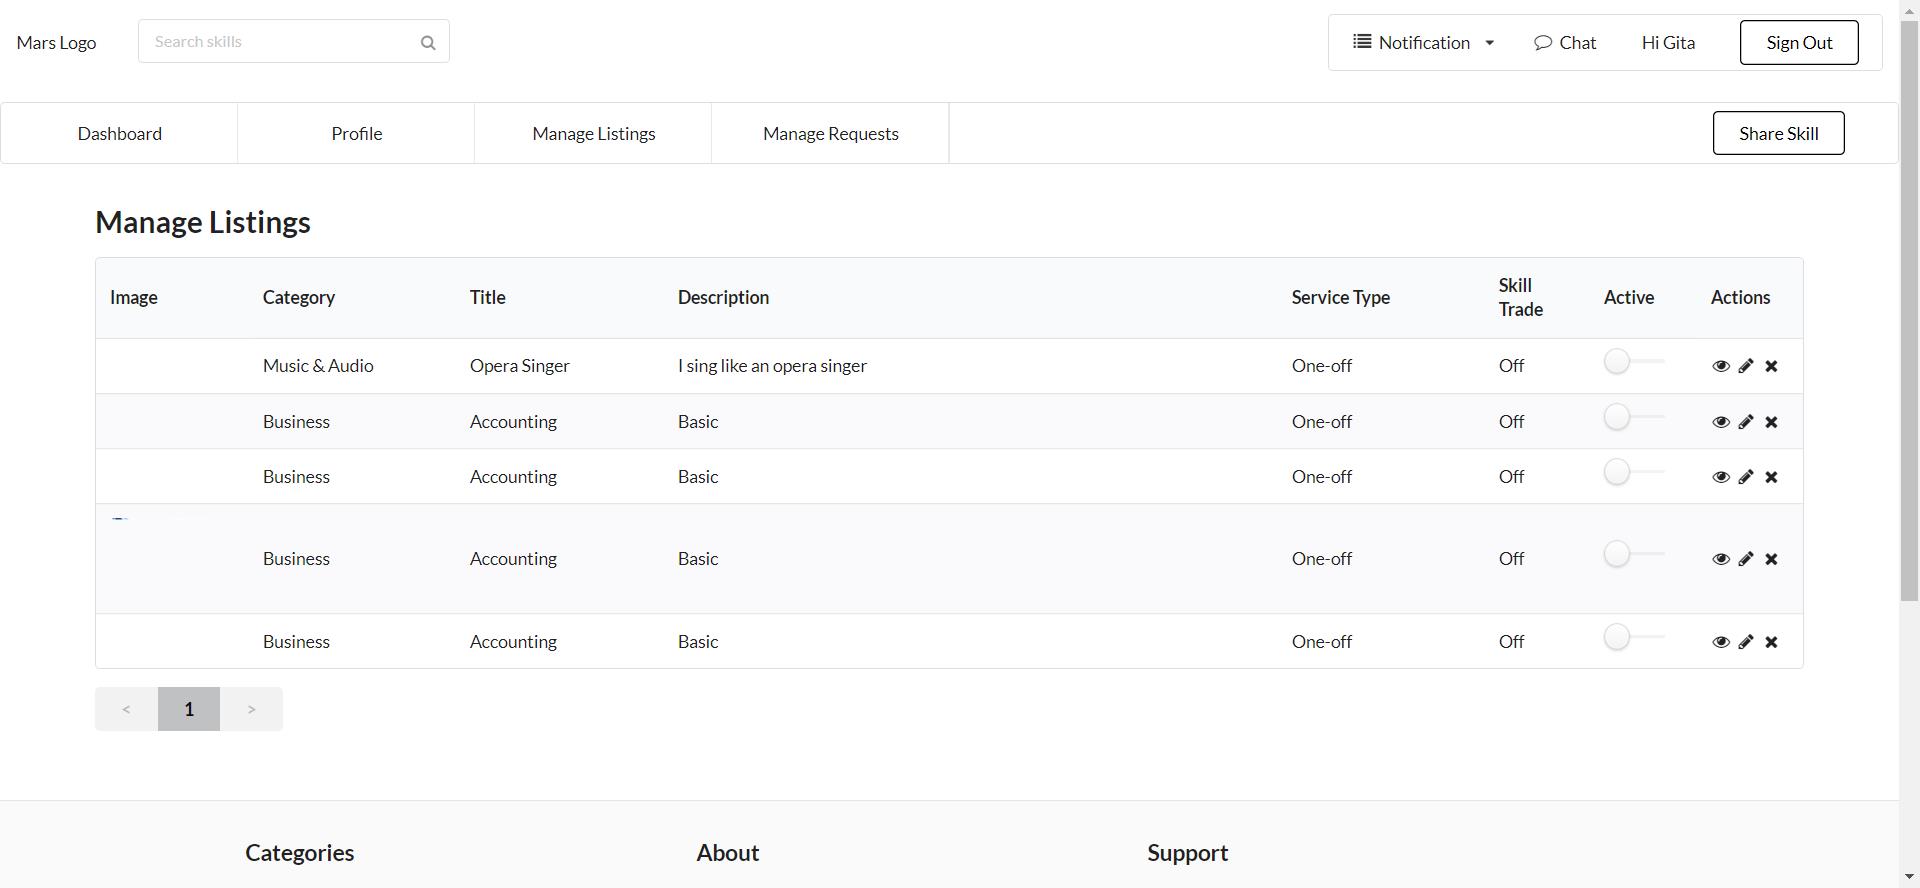 Mars Logo
Search skills
Notification
Chat
Hi Gita
Sign Out
Dashboard
Profile
Manage Listings
Manage Requests
Share Skill
Manage Listings
Image Category Title Description Service Type Skill Trade Active Actions
Music & Audio Opera Singer I sing like an opera singer One-off Off
Business Accounting Basic One-off Off
Business Accounting Basic One-off Off
Business Accounting Basic One-off Off
Business Accounting Basic One-off Off
< 1 >
Categories About Support